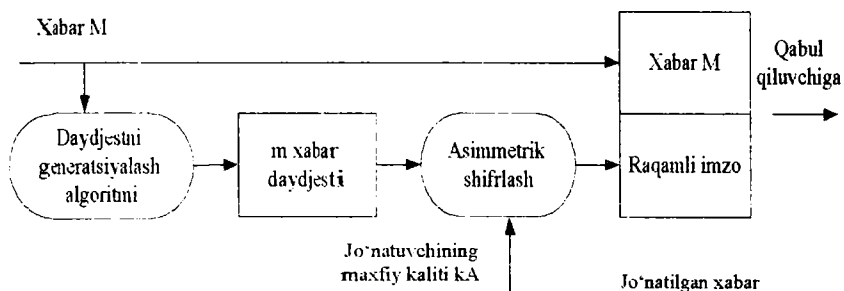 Xabar M
Xabar M
Qabul
qiluvchiga
Daydjestni
generatsiyalash
algoritmi
m xabar
daydjesti
Asimmetrik
shifrlash
Raqamli imzo
Jo‘natuvchining
maxfiy kaliti kA
Jo‘natilgan xabar